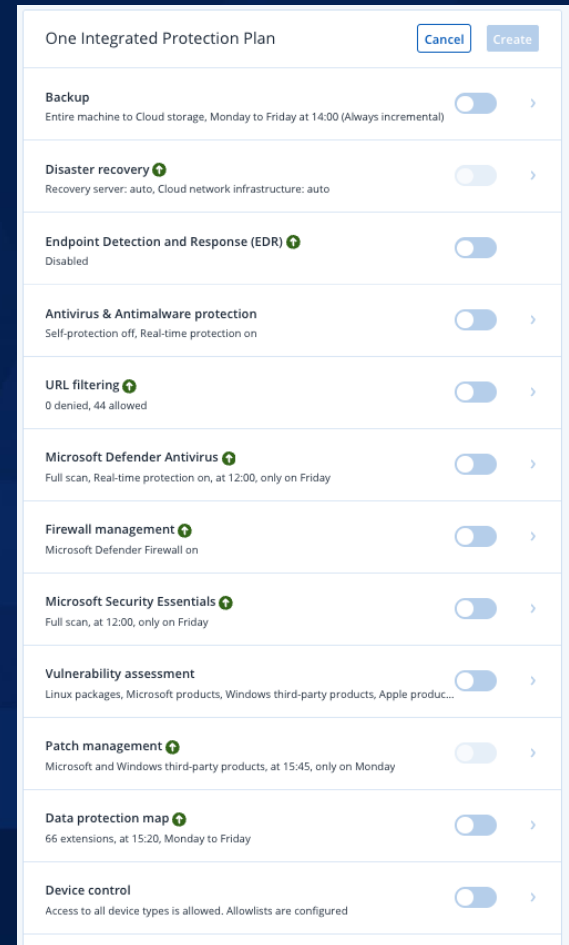 One Integrated Protection Plan
Cancel
Create
Backup
Entire machine to Cloud storage, Monday to Friday at 14:00 (Always incremental)
Disaster recovery
Recovery server: auto, Cloud network infrastructure: auto
Endpoint Detection and Response (EDR)
Disabled
Antivirus & Antimalware protection
Self-protection off, Real-time protection on
URL filtering
0 denied, 44 allowed
Microsoft Defender Antivirus
Full scan, Real-time protection on, at 12:00, only on Friday
Firewall management
Microsoft Defender Firewall on
Microsoft Security Essentials
Full scan, at 12:00, only on Friday
Vulnerability assessment
Linux packages, Microsoft products, Windows third-party products, Apple produc...
Patch management
Microsoft and Windows third-party products, at 15:45, only on Monday
Data protection map
66 extensions, at 15:20, Monday to Friday
Device control
Access to all device types is allowed. Allowlists are configured